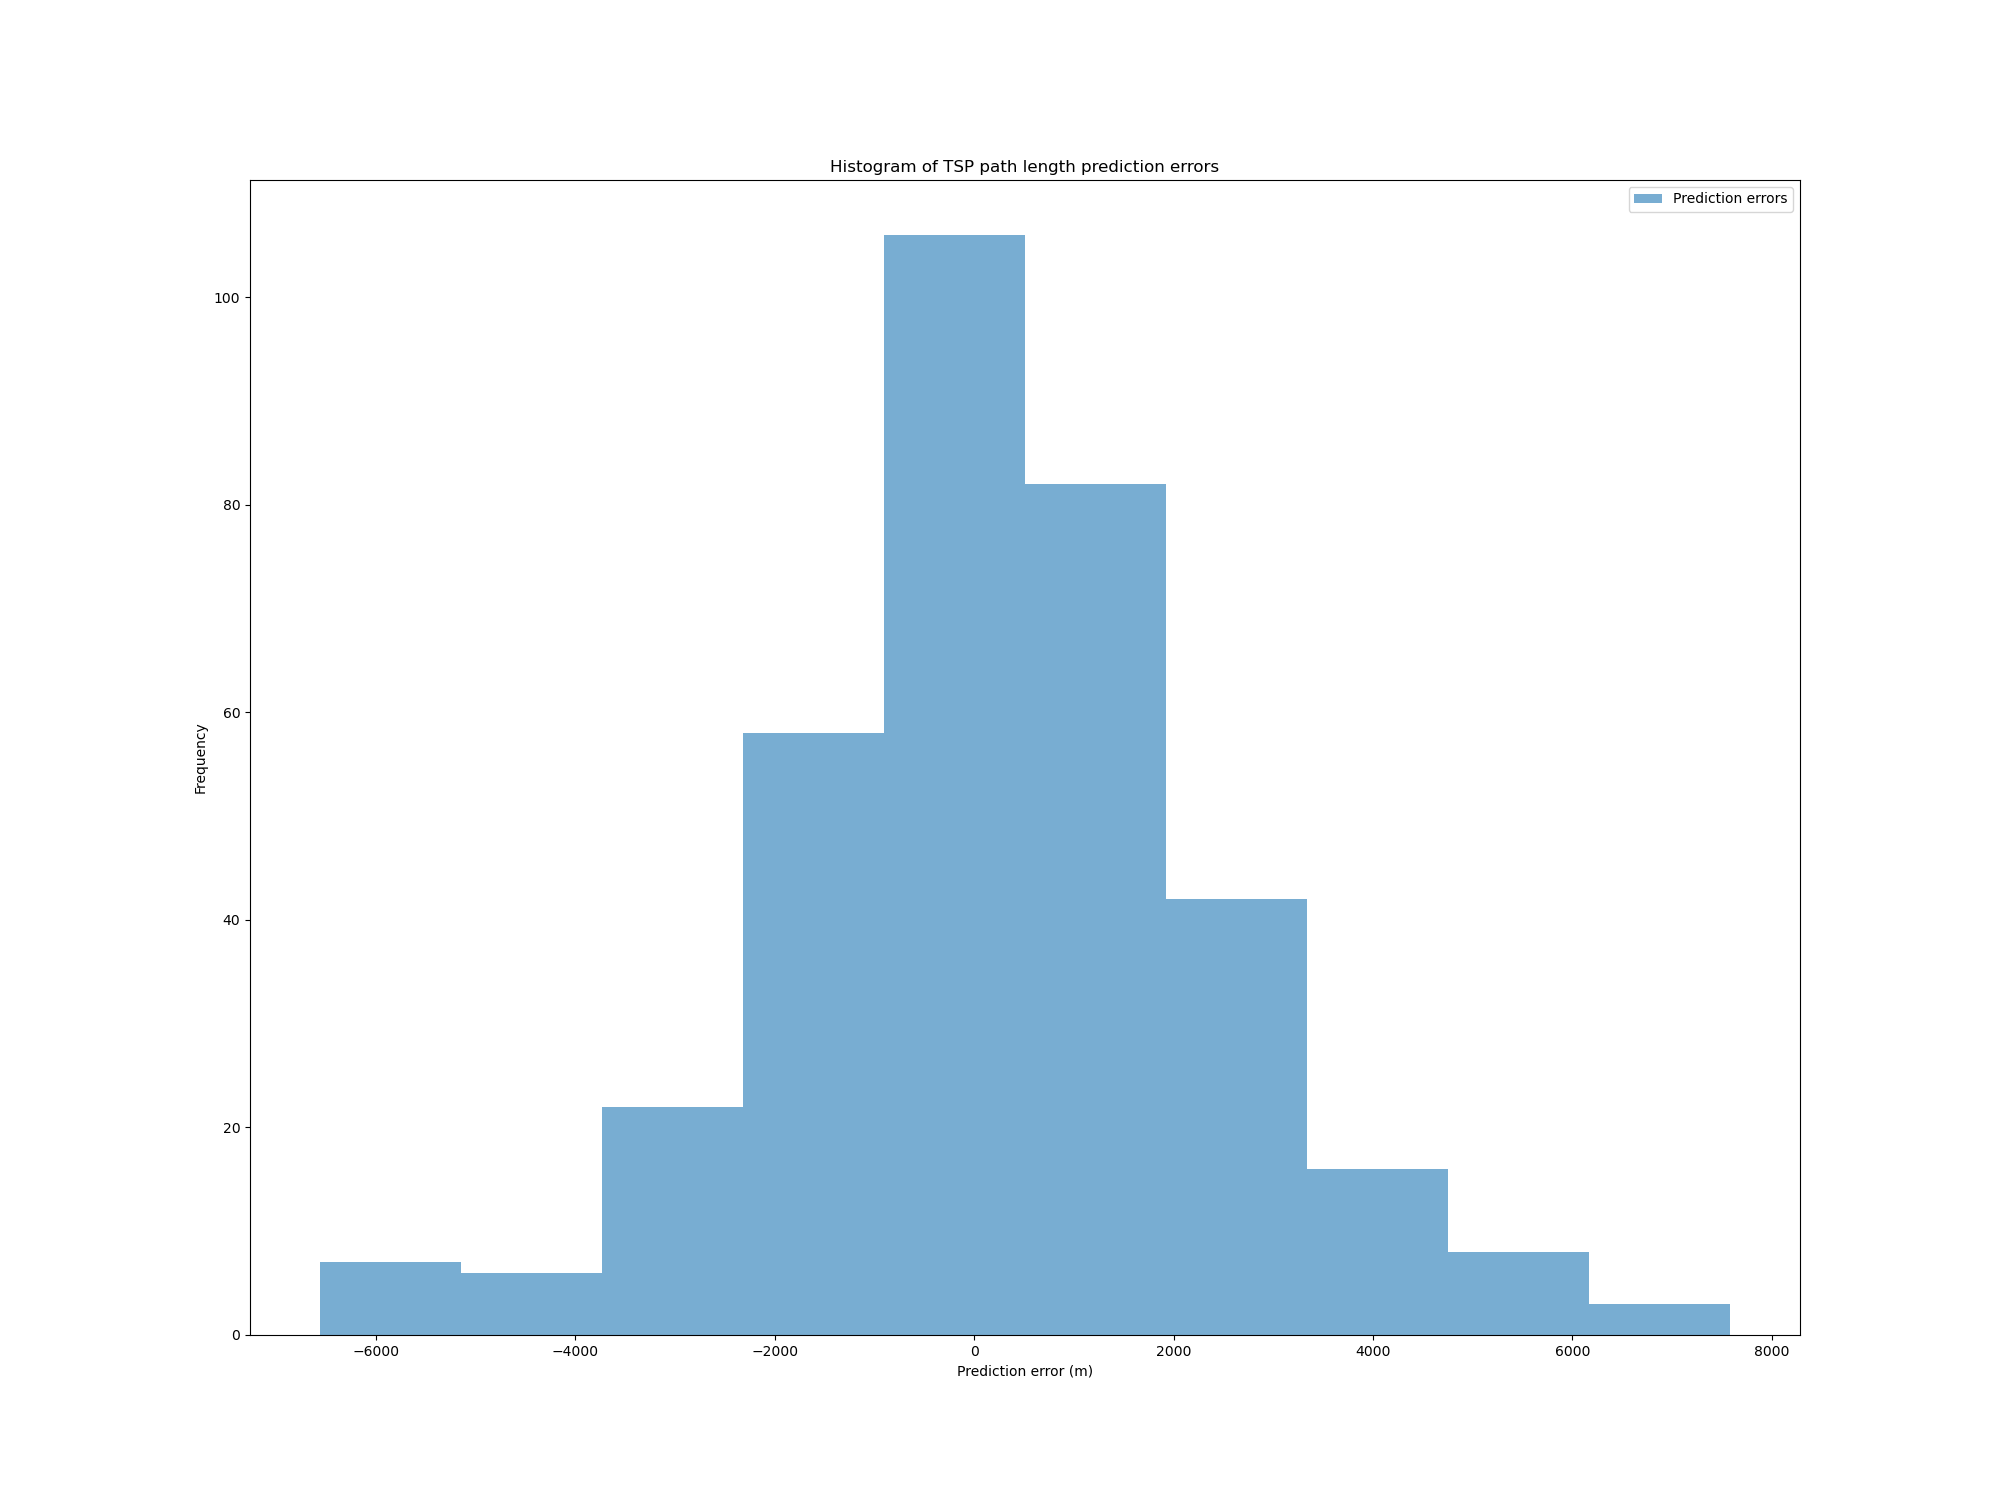 Histogram of TSP path length prediction errors
Prediction errors
100
80
60
40
20
0
Frequency
−6000 −4000 −2000 0 2000 4000 6000 8000
Prediction error (m)